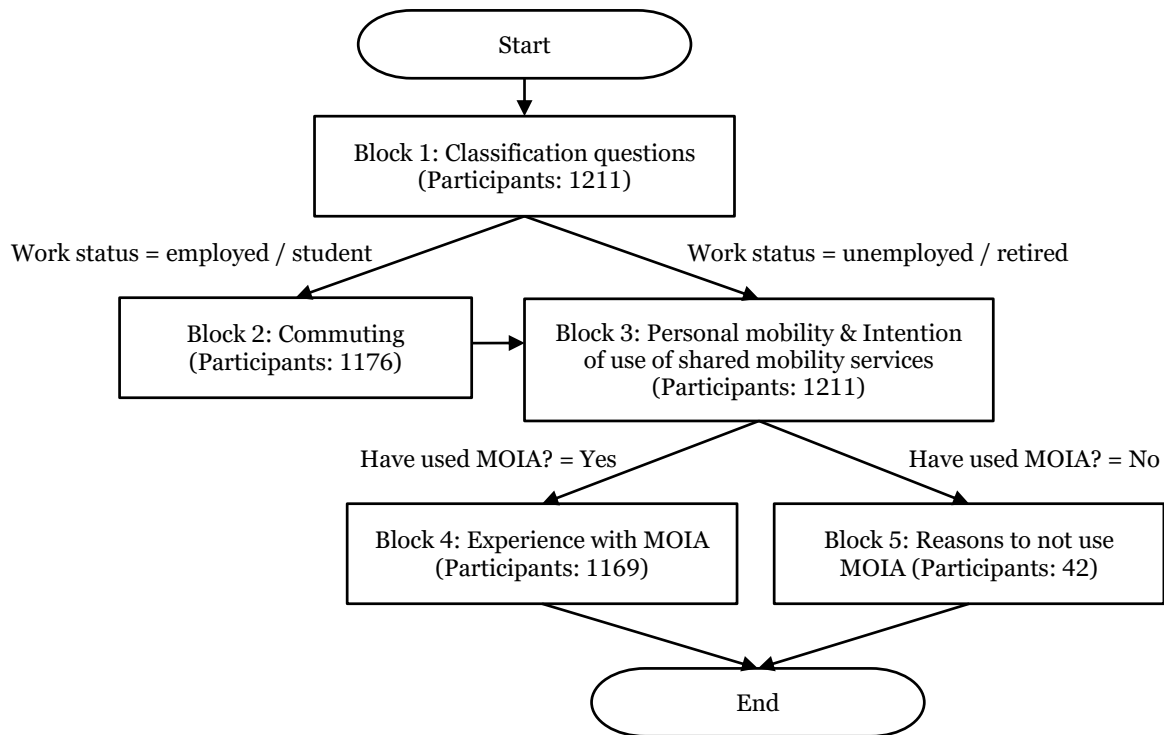 Start
Block 1: Classification questions
(Participants: 1211)
Work status = employed / student
Work status = unemployed / retired
Block 2: Commuting
(Participants: 1176)
Block 3: Personal mobility & Intention
of use of shared mobility services
(Participants: 1211)
Have used MOIA? = Yes
Have used MOIA? = No
Block 4: Experience with MOIA
(Participants: 1169)
Block 5: Reasons to not use
MOIA (Participants: 42)
End